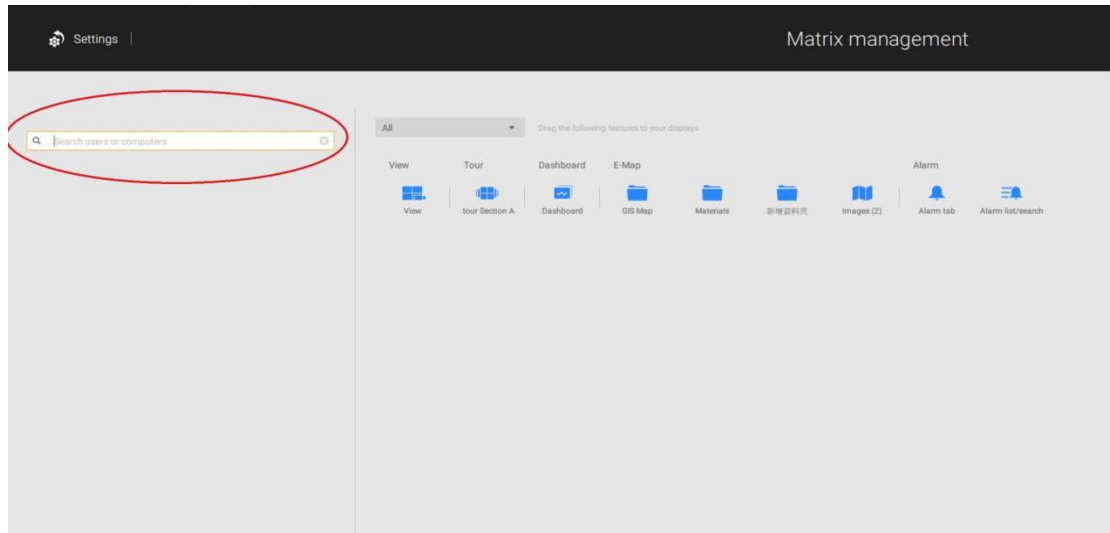 Settings
Matrix management
Search users or computers
All
Drag the following features to your displays
View Tour Dashboard E-Map Alarm
View tour Section A Dashboard GIS Map Materials 新增資料夾 images (2) Alarm tab Alarm list/search